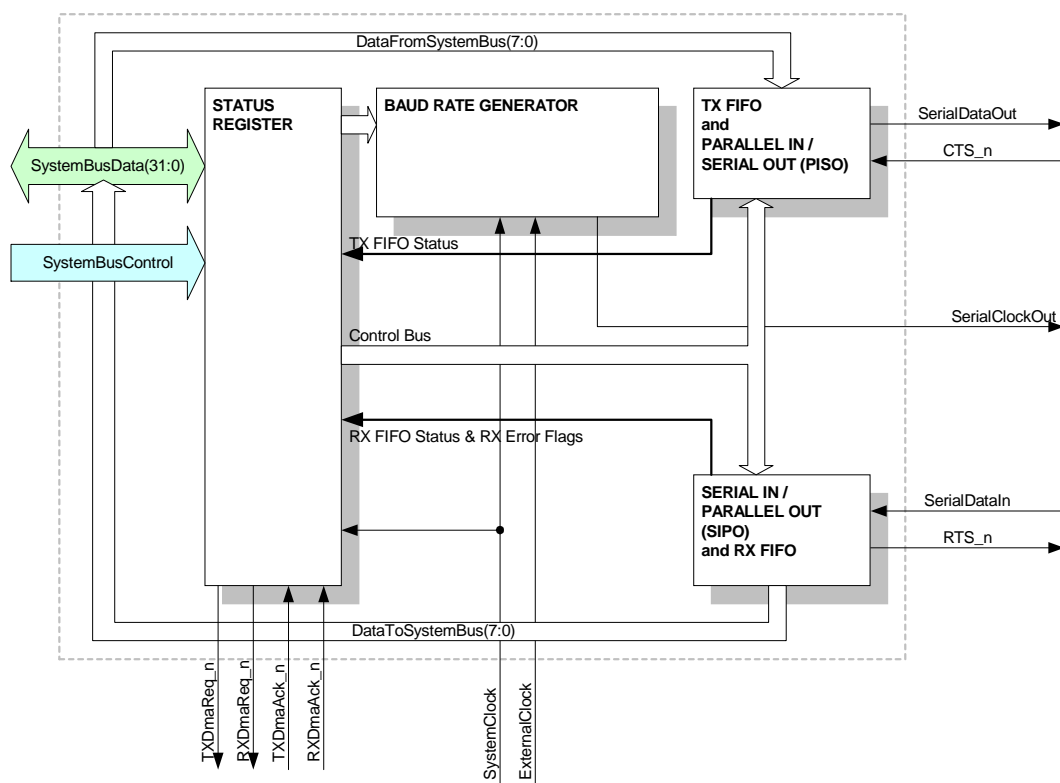 DataFromSystemBus(7:0)
STATUS
REGISTER
BAUD RATE GENERATOR
TX FIFO
and
PARALLEL IN /
SERIAL OUT (PISO)
SerialDataOut
CTS_n
SystemBusData(31:0)
TX FIFO Status
SystemBusControl
SerialClockOut
Control Bus
RX FIFO Status & RX Error Flags
SERIAL IN /
PARALLEL OUT
(SIPO)
and RX FIFO
SerialDataIn
RTS_n
DataToSystemBus(7:0)
TXDmaReq_n
RXDmaReq_n
TXDmaAck_n
RXDmaAck_n
SystemClock
ExternalClock